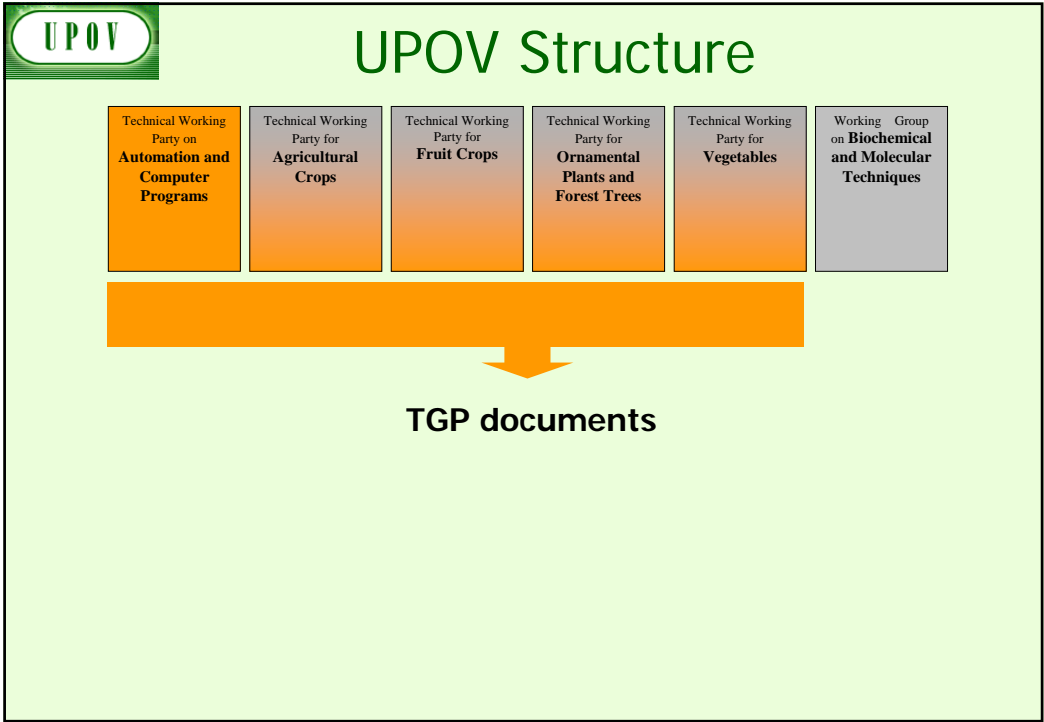 UPOV
UPOV Structure
Technical Working
Party on
Automation and
Computer
Programs
Technical Working
Party for
Agricultural
Crops
Technical Working
Party for
Fruit Crops
Technical Working
Party for
Ornamental
Plants and
Forest Trees
Technical Working
Party for
Vegetables
Working Group
on Biochemical
and Molecular
Techniques
TGP documents